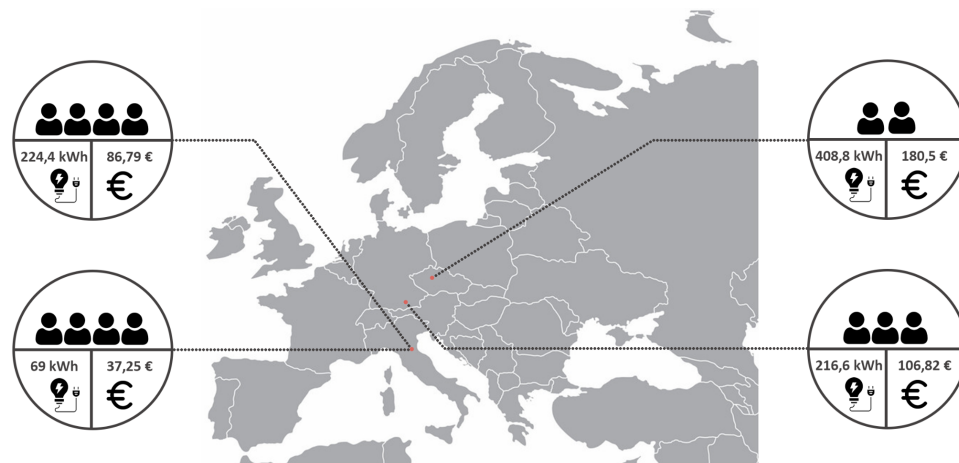 224,4 kWh
86,79 €
€
408,8 kWh
180,5 €
€
69 kWh
37,25 €
€
216,6 kWh
106,82 €
€